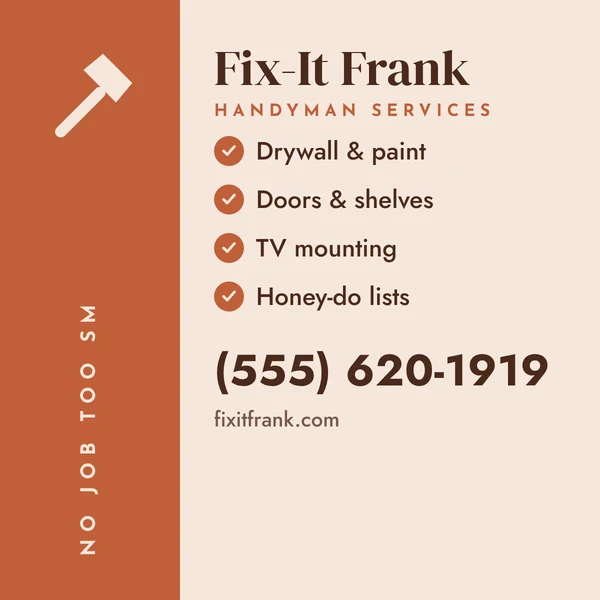 Fix-It Frank
HANDYMAN SERVICES
Drywall & paint
Doors & shelves
TV mounting
Honey-do lists
(555) 620-1919
fixitfrank.com
NO JOB TOO SM